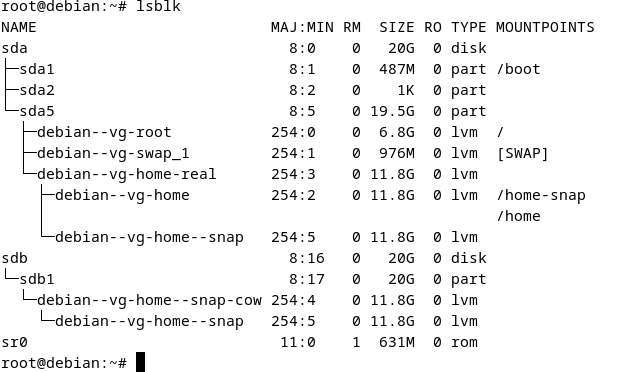 root@debian:~# lsblk
NAME MAJ:MIN RM SIZE RO TYPE MOUNTPOINTS
sda 8:0 0 20G 0 disk
├─sda1 8:1 0 487M 0 part /boot
├─sda2 8:2 0 1K 0 part
└─sda5 8:5 0 19.5G 0 part
├─debian--vg-root 254:0 0 6.8G 0 lvm /
├─debian--vg-swap_1 254:1 0 976M 0 lvm [SWAP]
└─debian--vg-home-real 254:3 0 11.8G 0 lvm
├─debian--vg-home 254:2 0 11.8G 0 lvm /home-snap
│ /home
└─debian--vg-home--snap 254:5 0 11.8G 0 lvm
sdb 8:16 0 20G 0 disk
└─sdb1 8:17 0 20G 0 part
└─debian--vg-home--snap-cow 254:4 0 11.8G 0 lvm
└─debian--vg-home--snap 254:5 0 11.8G 0 lvm
sr0 11:0 1 631M 0 rom
root@debian:~#